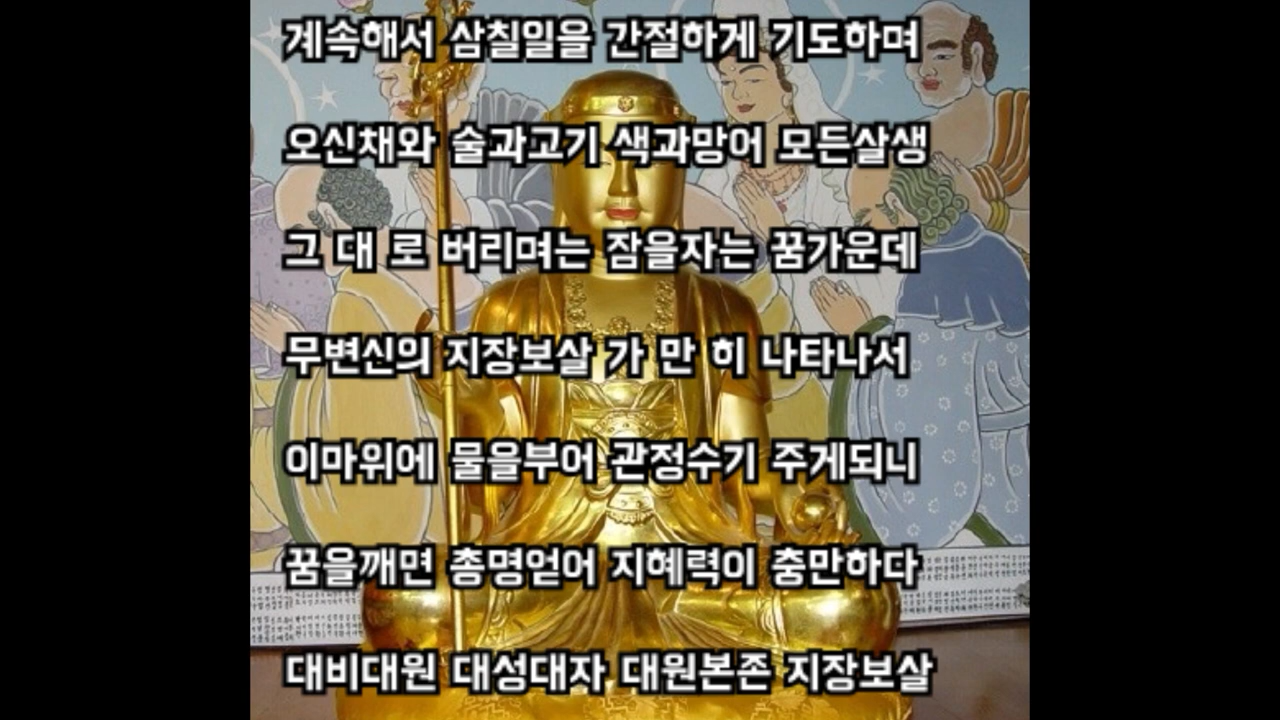 계속해서 삼칠일을 간절하게 기도하며
오신채와 술과고기 색과망어 모든살생
그 대 로 버리며는 잠을자는 꿈가운데
무변신의 지장보살 가 만 히 나타나서
이마위에 물을부어 관정수기 주게되니
꿈을깨면 총명얻어 지혜력이 충만하다
대비대원 대성대자 대원본존 지장보살